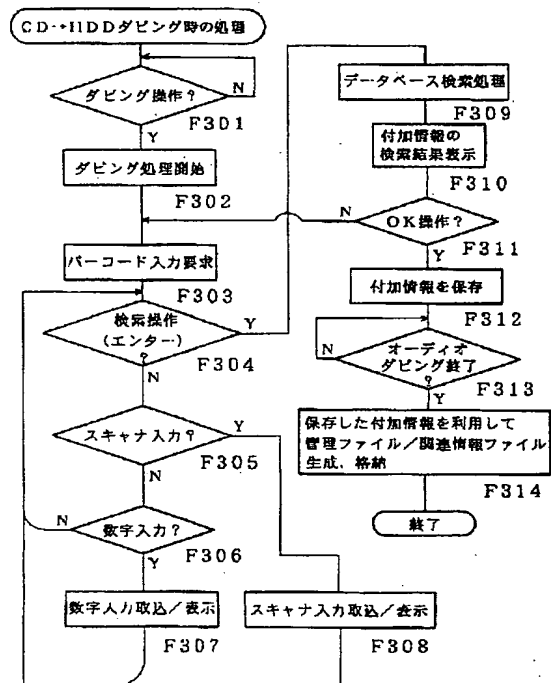 CD→HDDダビング時の処理
ダビング操作?
N
F301
Y
ダビング処理開始
F302
バーコード入力要求
F303
検索操作
(エンター)
?
Y
F304
N
スキャナ入力?
Y
F305
N
数字入力?
N
F306
Y
数字入力取込/表示
F307
スキャナ入力取込/表示
F308
データベース検索処理
F309
付加情報の
検索結果表示
F310
OK操作?
N
F311
Y
付加情報を保存
F312
オーディオ
ダビング終了
?
N
F313
Y
保存した付加情報を利用して
管理ファイル/関連情報ファイル
生成、格納
F314
終了